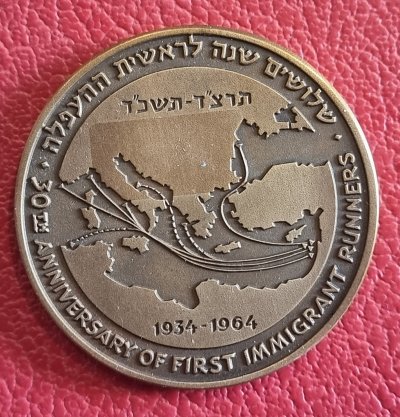 שלושים שנה לראשית ההעפלה
תרצ"ד-תשכ"ד
1934-1964
30TH ANNIVERSARY OF FIRST IMMIGRANT RUNNERS